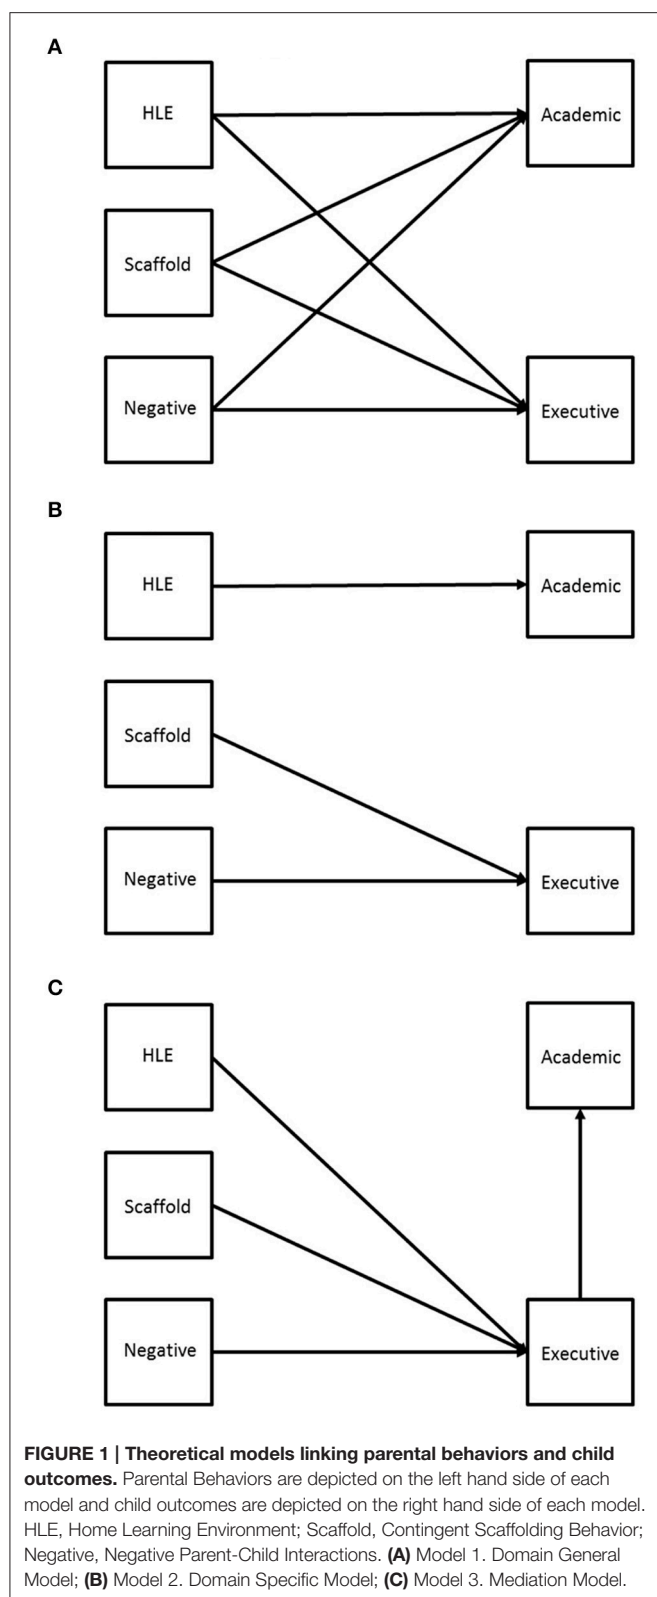 A
HLE
Academic
Scaffold
Negative
Executive
B
HLE
Academic
Scaffold
Negative
Executive
C
HLE
Academic
Scaffold
Negative
Executive
FIGURE 1 | Theoretical models linking parental behaviors and child
outcomes. Parental Behaviors are depicted on the left hand side of each
model and child outcomes are depicted on the right hand side of each model.
HLE, Home Learning Environment; Scaffold, Contingent Scaffolding Behavior;
Negative, Negative Parent-Child Interactions. (A) Model 1. Domain General
Model; (B) Model 2. Domain Specific Model; (C) Model 3. Mediation Model.